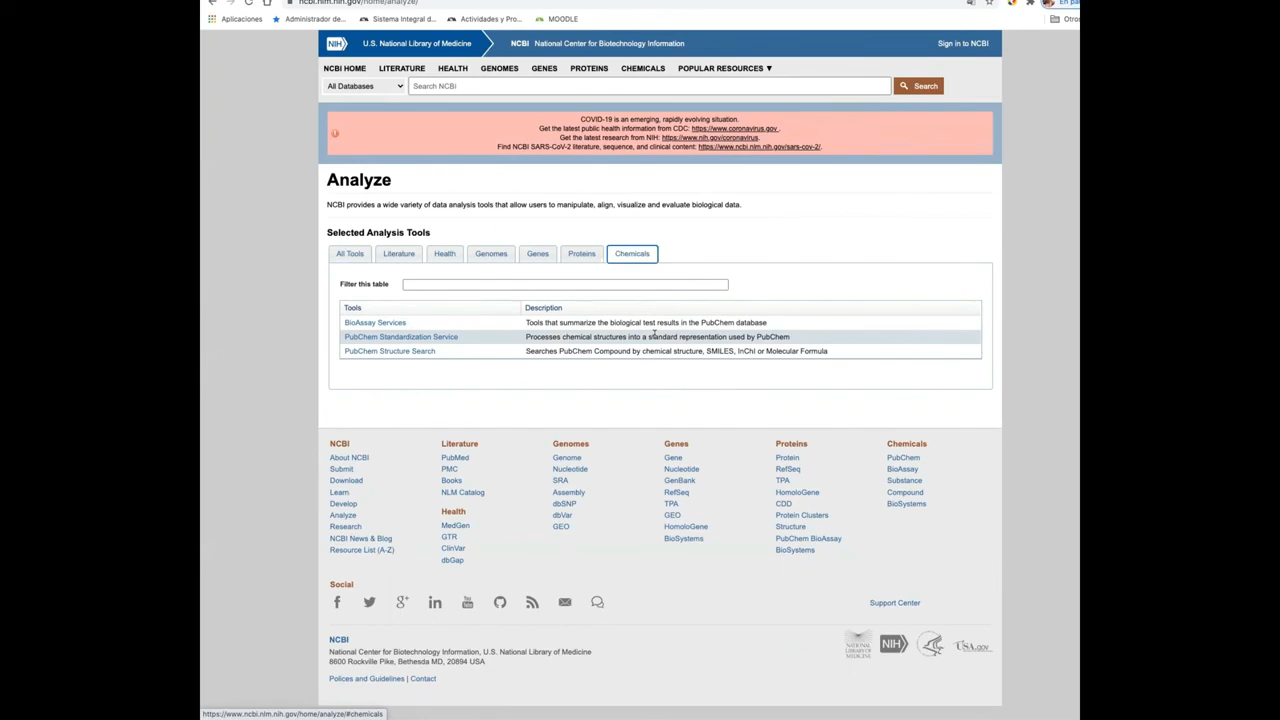 ncbi.nlm.nih.gov/home/analyze/
En pa
Aplicaciones
Administrador de...
Sistema Integral d...
Actividades y Pro...
MOODLE
Otros
NIH U.S. National Library of Medicine NCBI National Center for Biotechnology Information Sign in to NCBI
NCBI HOME LITERATURE HEALTH GENOMES GENES PROTEINS CHEMICALS POPULAR RESOURCES ▼
All Databases Search NCBI Search
COVID-19 is an emerging, rapidly evolving situation.
Get the latest public health information from CDC: https://www.coronavirus.gov .
Get the latest research from NIH: https://www.nih.gov/coronavirus.
Find NCBI SARS-CoV-2 literature, sequence, and clinical content: https://www.ncbi.nlm.nih.gov/sars-cov-2/.
Analyze
NCBI provides a wide variety of data analysis tools that allow users to manipulate, align, visualize and evaluate biological data.
Selected Analysis Tools
All Tools Literature Health Genomes Genes Proteins Chemicals
Filter this table
Tools Description
BioAssay Services Tools that summarize the biological test results in the PubChem database
PubChem Standardization Service Processes chemical structures into a standard representation used by PubChem
PubChem Structure Search Searches PubChem Compound by chemical structure, SMILES, InChI or Molecular Formula
NCBI
About NCBI
Submit
Download
Learn
Develop
Analyze
Research
NCBI News & Blog
Resource List (A-Z)
Literature
PubMed
PMC
Books
NLM Catalog
Health
MedGen
GTR
ClinVar
dbGap
Genomes
Genome
Nucleotide
SRA
Assembly
dbSNP
dbVar
GEO
Genes
Gene
Nucleotide
GenBank
RefSeq
TPA
GEO
HomoloGene
BioSystems
Proteins
Protein
RefSeq
TPA
HomoloGene
CDD
Protein Clusters
Structure
PubChem BioAssay
BioSystems
Chemicals
PubChem
BioAssay
Substance
Compound
BioSystems
Social
Support Center
NCBI
National Center for Biotechnology Information, U.S. National Library of Medicine
8600 Rockville Pike, Bethesda MD, 20894 USA
Polices and Guidelines | Contact
NATIONAL LIBRARY OF MEDICINE
NIH
USA.gov
https://www.ncbi.nlm.nih.gov/home/analyze/#chemicals